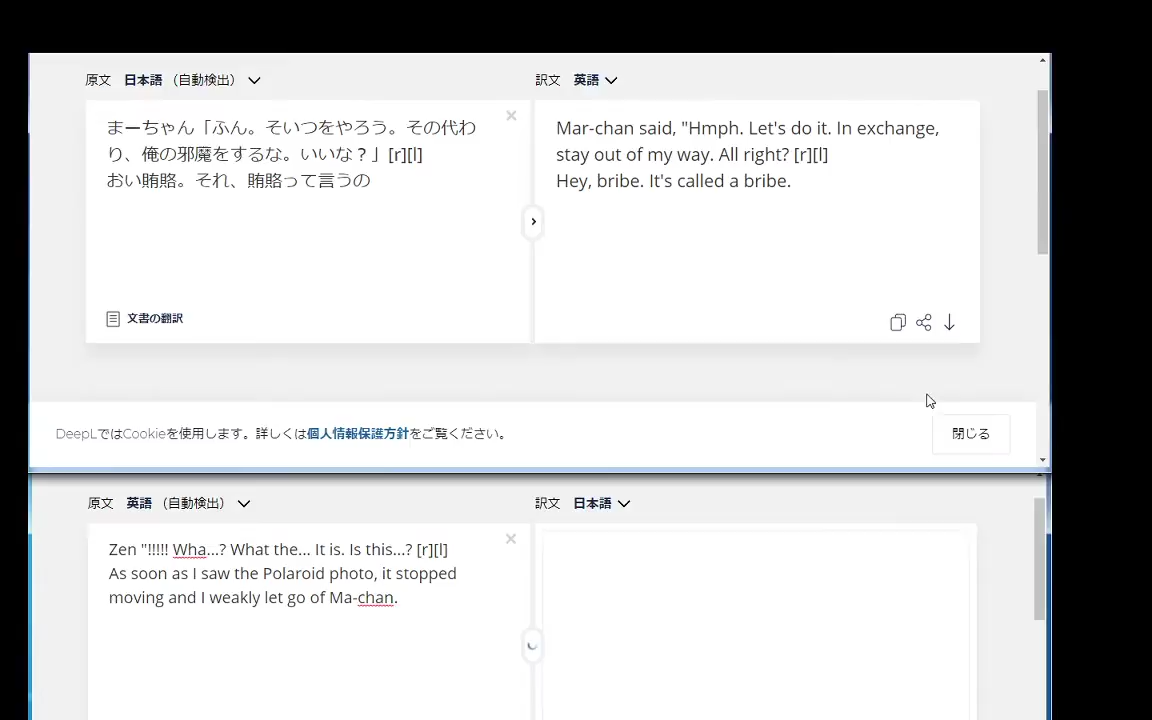 原文 日本語 (自動検出)
訳文 英語
まーちゃん「ふん。そいつをやろう。その代わ
り、俺の邪魔をするな。いいな？」[r][l]
おい賄賂。それ、賄賂って言うの
Mar-chan said, "Hmph. Let's do it. In exchange,
stay out of my way. All right? [r][l]
Hey, bribe. It's called a bribe.
文書の翻訳
DeepLではCookieを使用します。詳しくは個人情報保護方針をご覧ください。
閉じる
原文 英語 (自動検出)
訳文 日本語
Zen "!!!!! Wha...? What the... It is. Is this...? [r][l]
As soon as I saw the Polaroid photo, it stopped
moving and I weakly let go of Ma-chan.